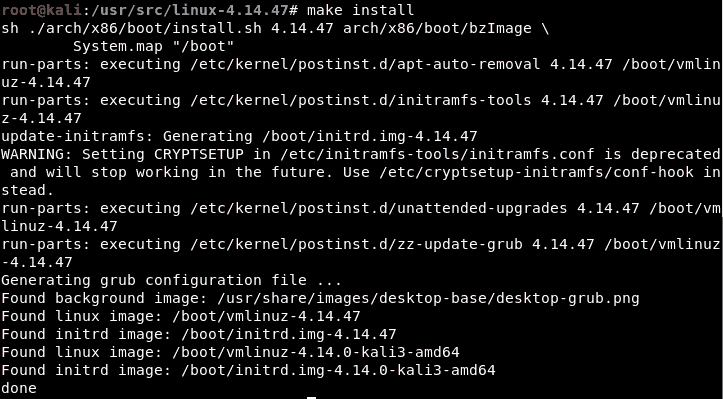 root@kali:/usr/src/linux-4.14.47# make install
sh ./arch/x86/boot/install.sh 4.14.47 arch/x86/boot/bzImage \
        System.map "/boot"
run-parts: executing /etc/kernel/postinst.d/apt-auto-removal 4.14.47 /boot/vmlin
uz-4.14.47
run-parts: executing /etc/kernel/postinst.d/initramfs-tools 4.14.47 /boot/vmlinu
z-4.14.47
update-initramfs: Generating /boot/initrd.img-4.14.47
WARNING: Setting CRYPTSETUP in /etc/initramfs-tools/initramfs.conf is deprecated
 and will stop working in the future. Use /etc/cryptsetup-initramfs/conf-hook in
stead.
run-parts: executing /etc/kernel/postinst.d/unattended-upgrades 4.14.47 /boot/vm
linuz-4.14.47
run-parts: executing /etc/kernel/postinst.d/zz-update-grub 4.14.47 /boot/vmlinuz
-4.14.47
Generating grub configuration file ...
Found background image: /usr/share/images/desktop-base/desktop-grub.png
Found linux image: /boot/vmlinuz-4.14.47
Found initrd image: /boot/initrd.img-4.14.47
Found linux image: /boot/vmlinuz-4.14.0-kali3-amd64
Found initrd image: /boot/initrd.img-4.14.0-kali3-amd64
done